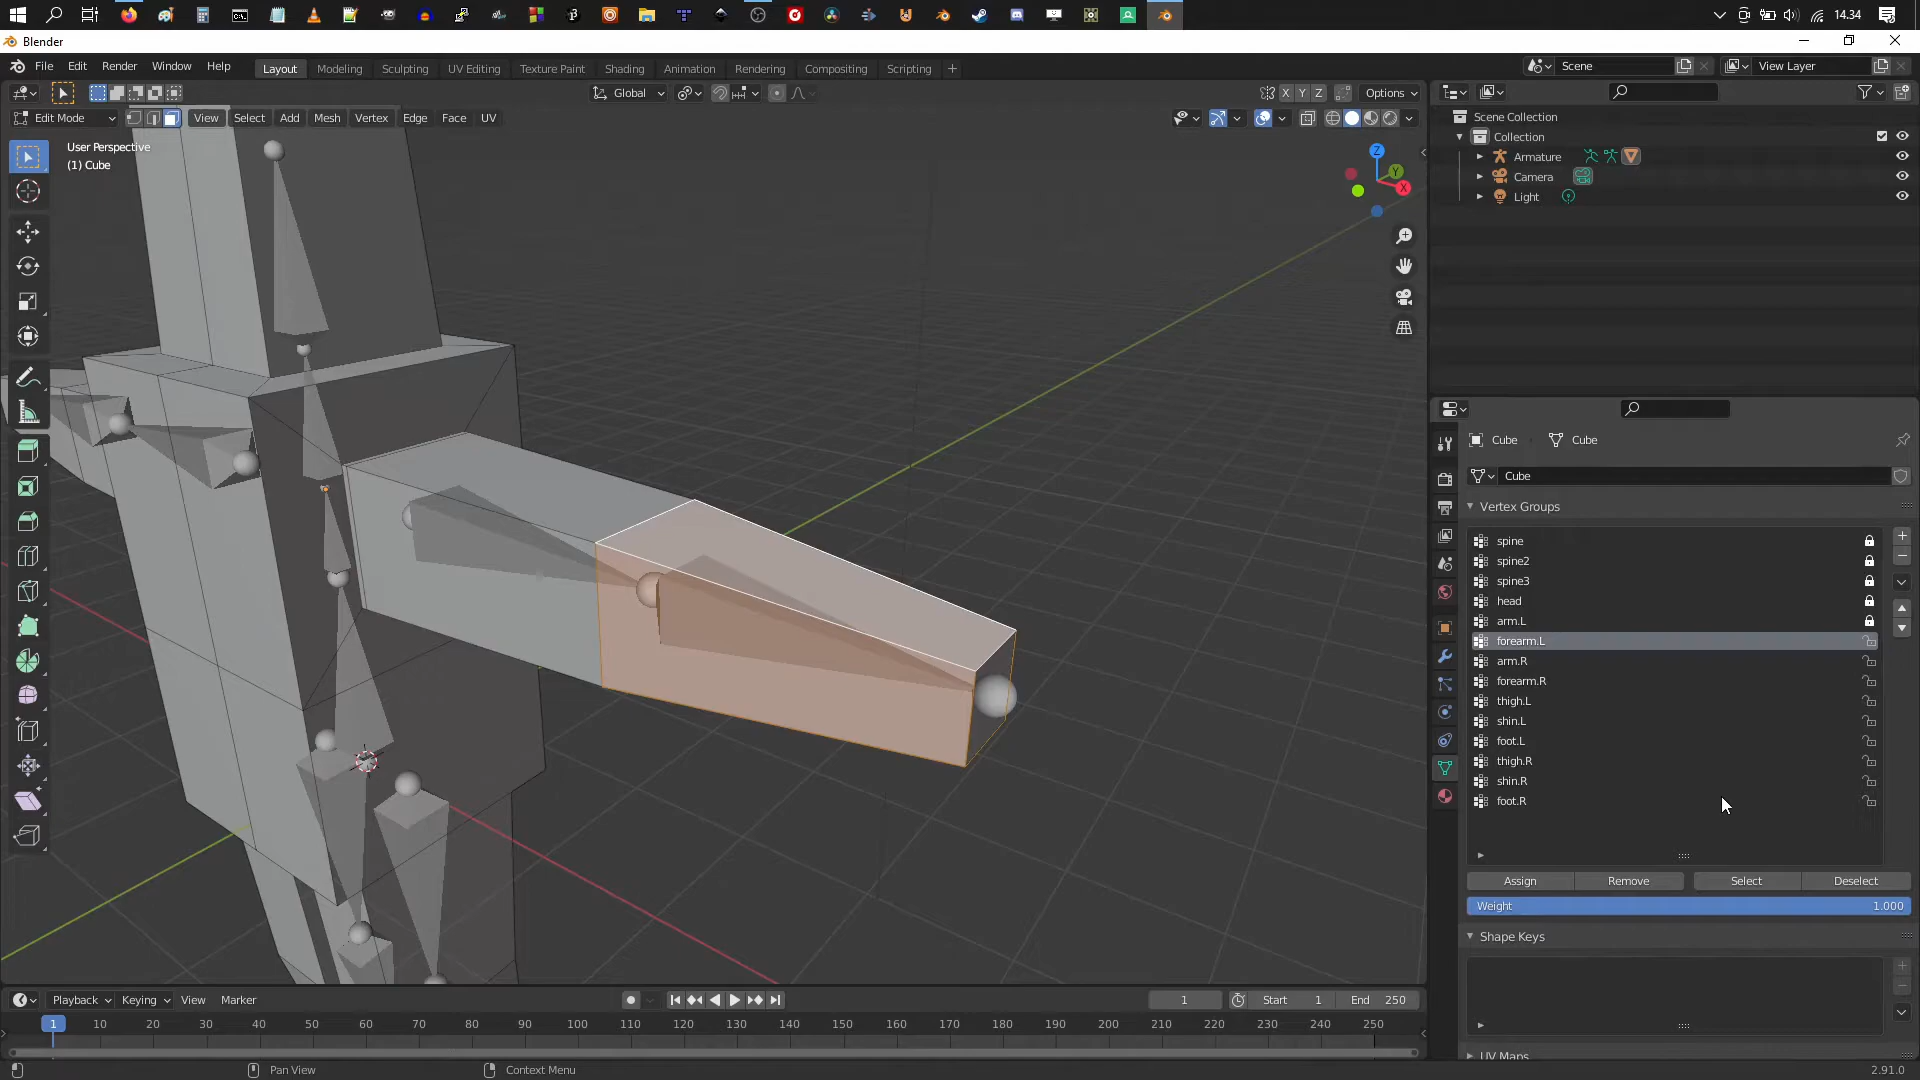 14.34
Blender
File Edit Render Window Help
Layout Modeling Sculpting UV Editing Texture Paint Shading Animation Rendering Compositing Scripting +
Scene
View Layer
Global
X Y Z
Options
Edit Mode
View Select Add Mesh Vertex Edge Face UV
User Perspective
(1) Cube
Z
Y
X
Scene Collection
Collection
Armature
Camera
Light
Cube
Cube
Cube
Vertex Groups
spine
spine2
spine3
head
arm.L
forearm.L
arm.R
forearm.R
thigh.L
shin.L
foot.L
thigh.R
shin.R
foot.R
Assign Remove Select Deselect
Weight 1.000
Shape Keys
UV Maps
Playback Keying View Marker
1
Start 1
End 250
1 10 20 30 40 50 60 70 80 90 100 110 120 130 140 150 160 170 180 190 200 210 220 230 240 250
Pan View
Context Menu
2.91.0